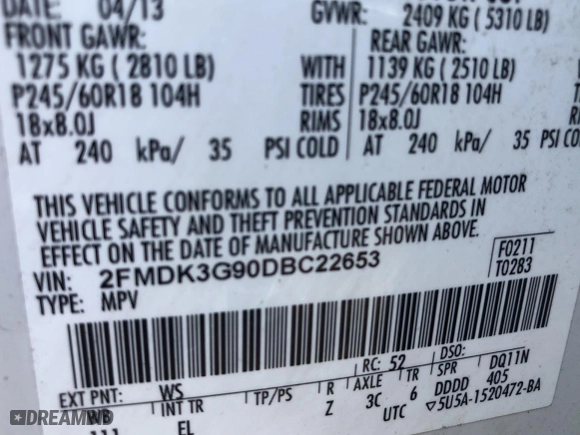 DATE: 04/13
GVWR: 2409 KG ( 5310 LB)
FRONT GAWR:
REAR GAWR:
1275 KG ( 2810 LB) WITH 1139 KG ( 2510 LB)
P245/60R18 104H TIRES P245/60R18 104H
18x8.0J RIMS 18x8.0J
AT 240 kPa/ 35 PSI COLD AT 240 kPa/ 35 PSI
THIS VEHICLE CONFORMS TO ALL APPLICABLE FEDERAL MOTOR
VEHICLE SAFETY AND THEFT PREVENTION STANDARDS IN
EFFECT ON THE DATE OF MANUFACTURE SHOWN ABOVE.
VIN: 2FMDK3G90DBC22653
F0211
T0283
TYPE: MPV
EXT PNT: WS RC: 52 DSO:
WB INT TR TP/PS R AXLE TR SPR DQ11N
EL Z 3C 6 DDDD 405
UTC ▽5U5A-1520472-BA
DREAMBID